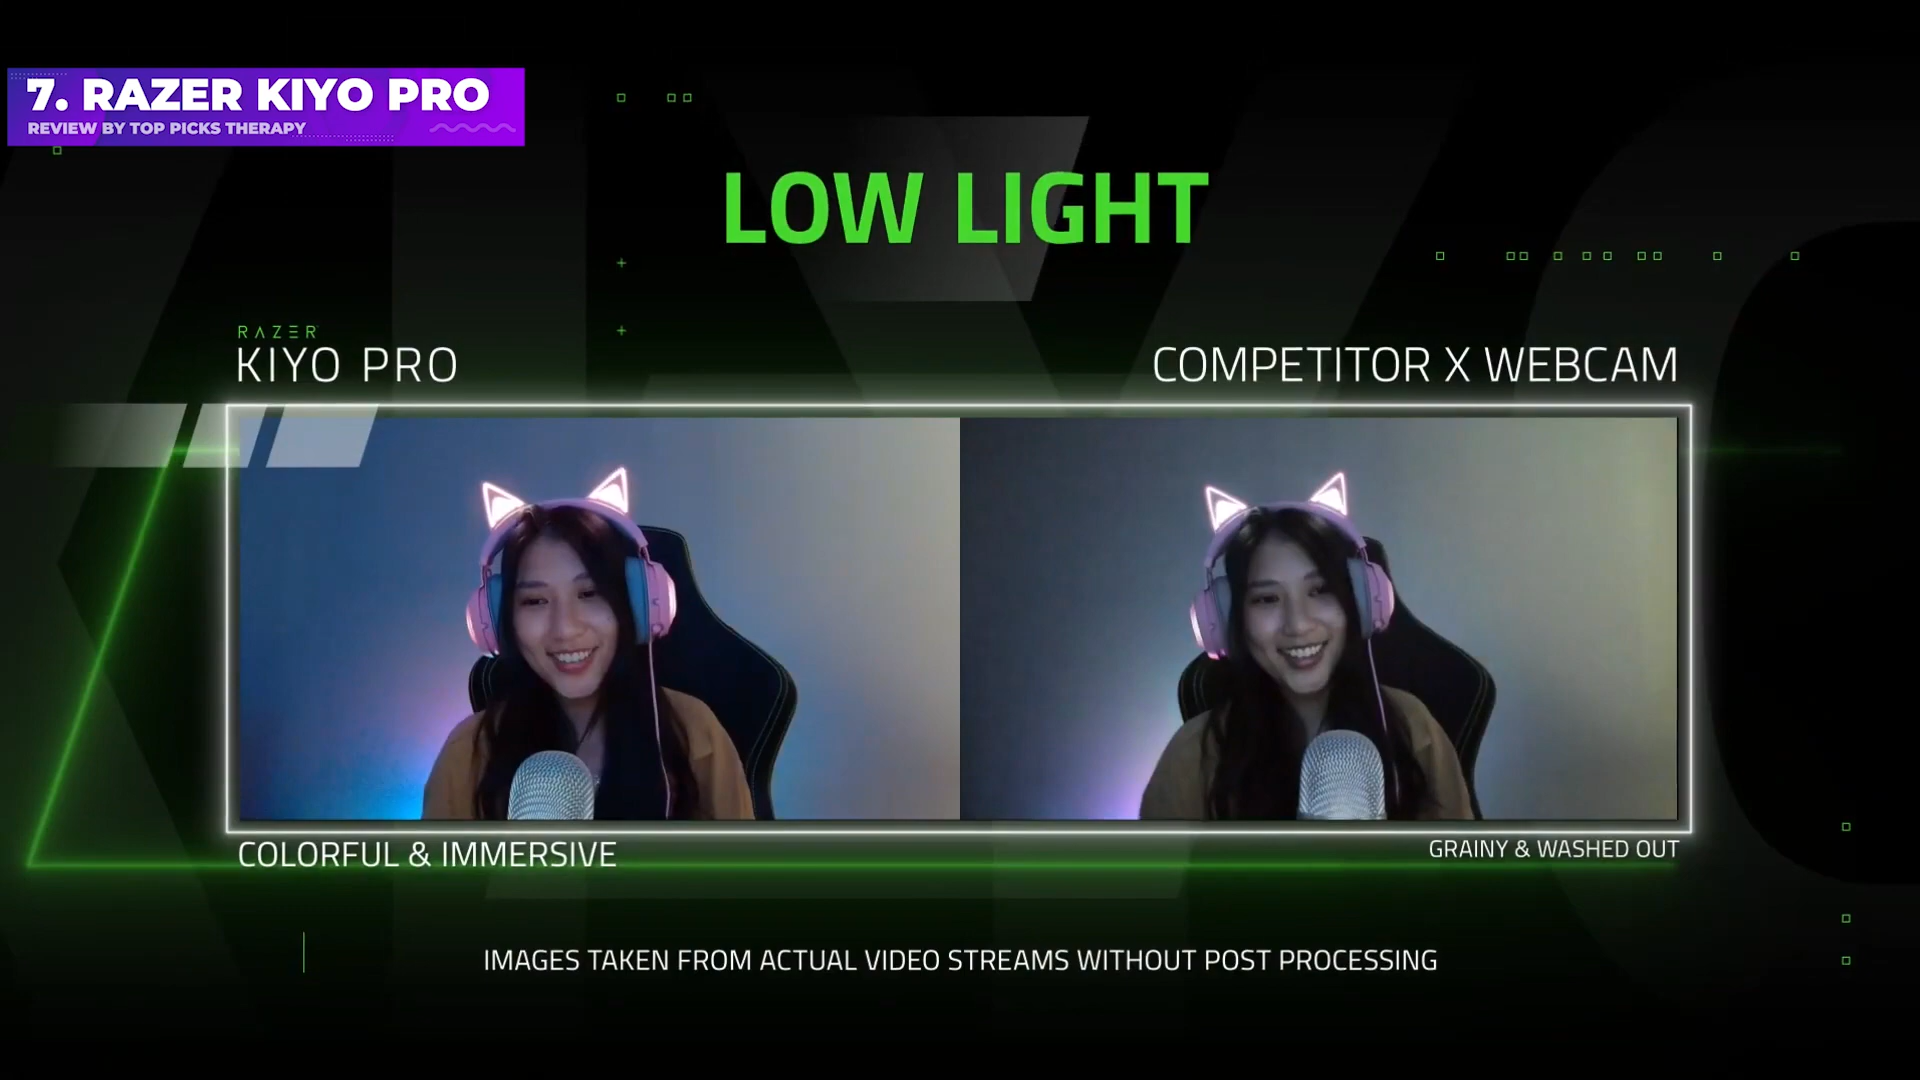 7. RAZER KIYO PRO
REVIEW BY TOP PICKS THERAPY
LOW LIGHT
RAZER
KIYO PRO
COMPETITOR X WEBCAM
COLORFUL & IMMERSIVE
GRAINY & WASHED OUT
IMAGES TAKEN FROM ACTUAL VIDEO STREAMS WITHOUT POST PROCESSING